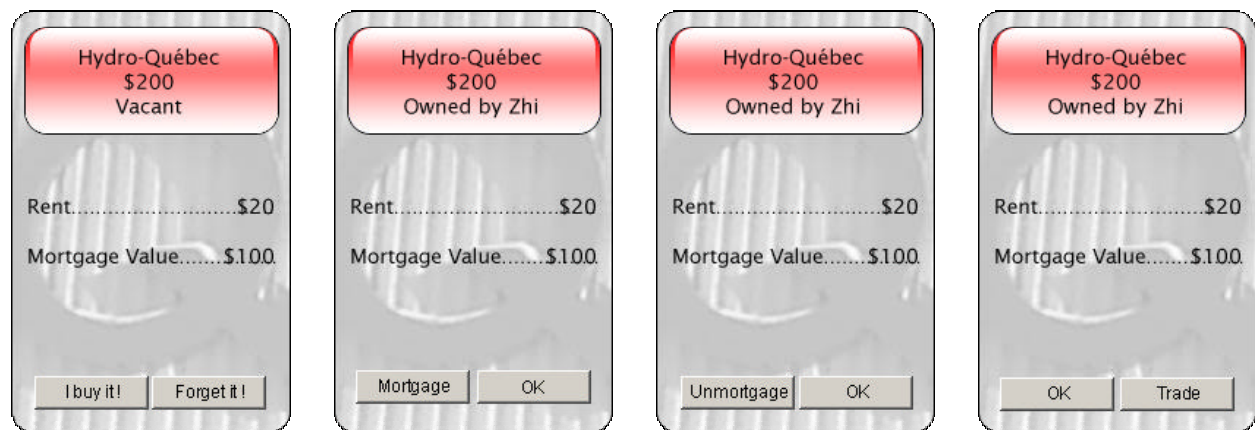 Hydro-Québec
$200
Vacant
Rent.........................$20
Mortgage Value.......$100
I buy it!
Forget it!
Hydro-Québec
$200
Owned by Zhi
Rent.........................$20
Mortgage Value.......$100
Mortgage
OK
Hydro-Québec
$200
Owned by Zhi
Rent.........................$20
Mortgage Value.......$100
Unmortgage
OK
Hydro-Québec
$200
Owned by Zhi
Rent.........................$20
Mortgage Value.......$100
OK
Trade